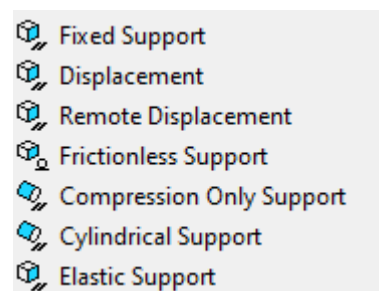 Fixed Support
Displacement
Remote Displacement
Frictionless Support
Compression Only Support
Cylindrical Support
Elastic Support